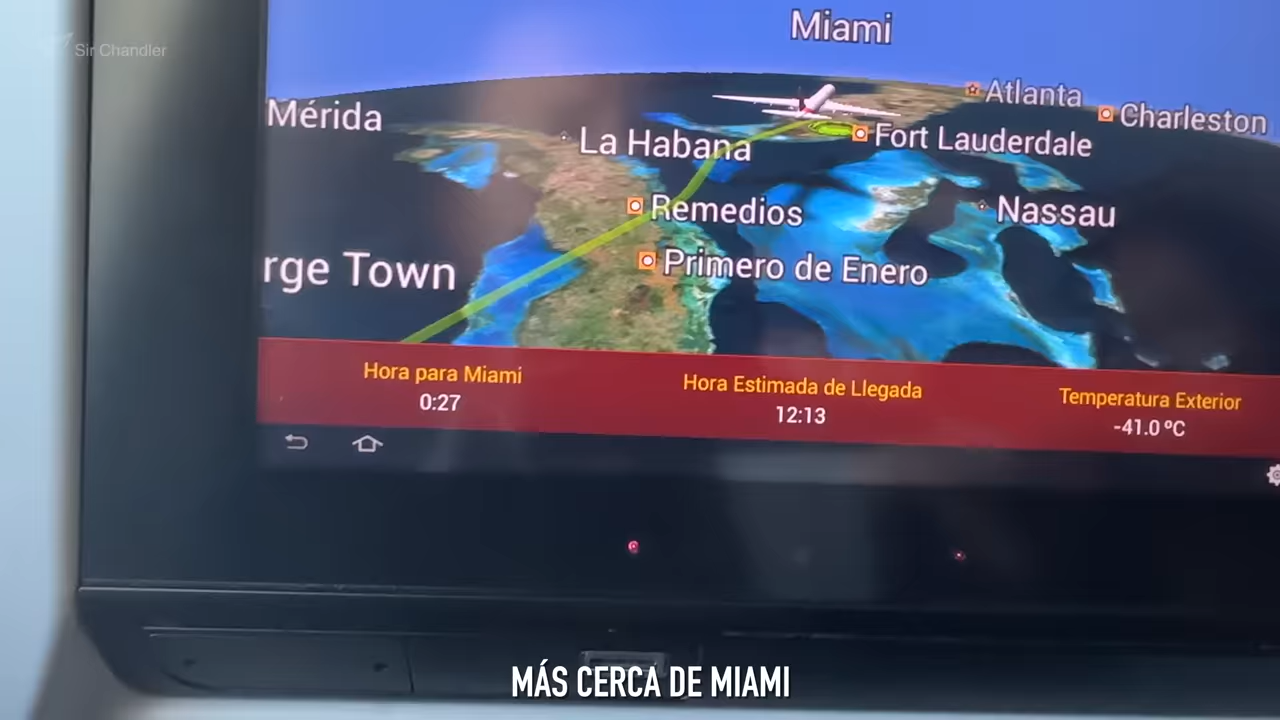 Sir Chandler
Miami
Atlanta
Charleston
Mérida
La Habana
Fort Lauderdale
Remedios
Nassau
rge Town
Primero de Enero
Hora para Miami
0:27
Hora Estimada de Llegada
12:13
Temperatura Exterior
-41.0 ºC
MÁS CERCA DE MIAMI